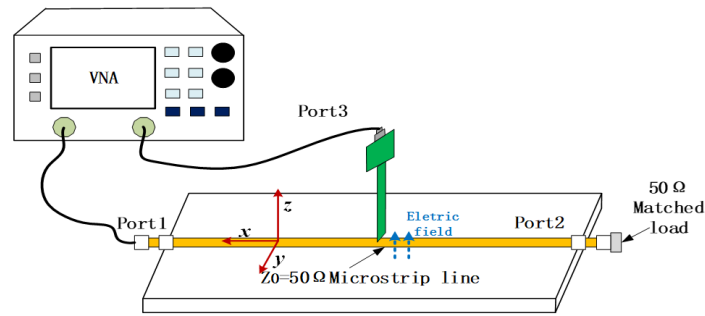 VNA
Port3
50Ω
Matched
load
Port1
z
Eletric
field
Port2
x
y
Z0=50ΩMicrostrip line